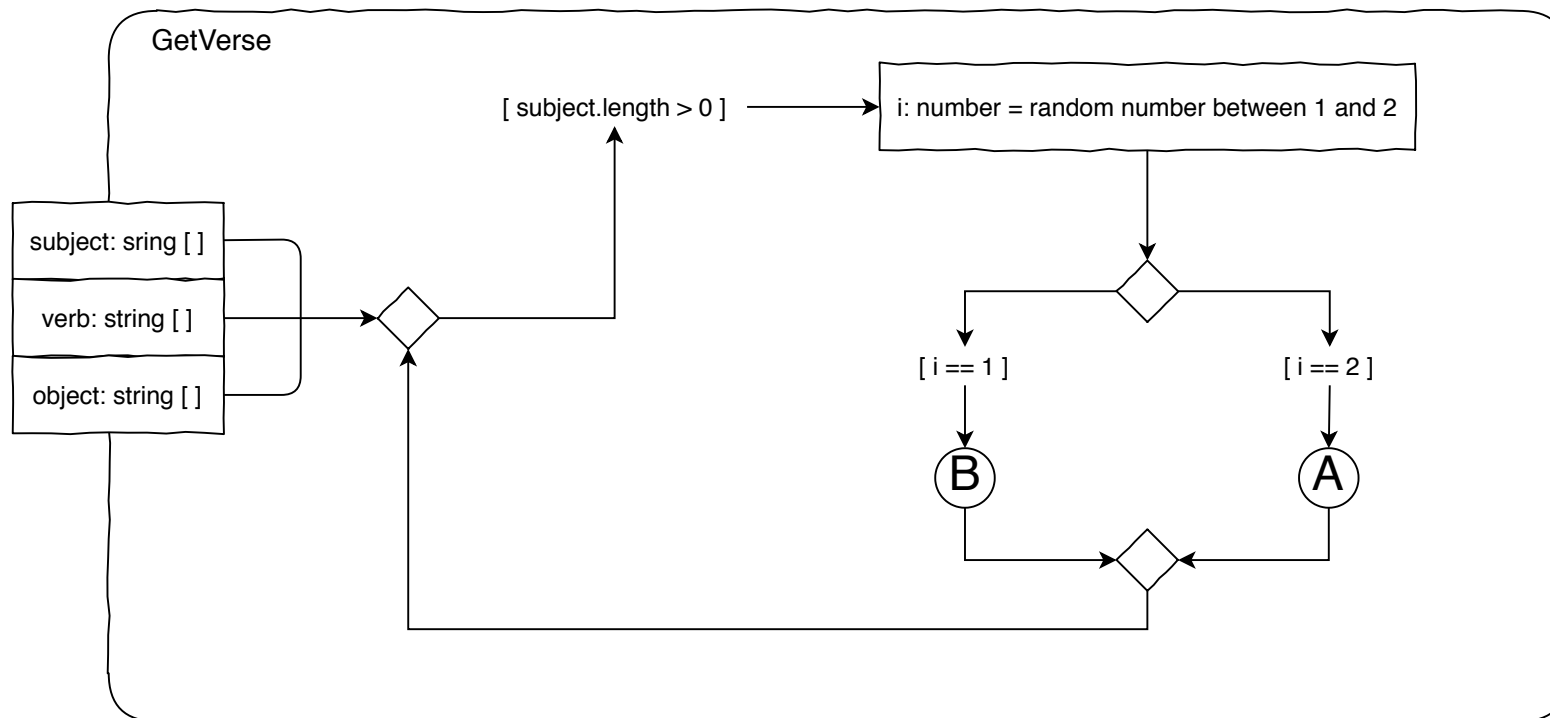 GetVerse
[ subject.length > 0 ]
i: number = random number between 1 and 2
subject: sring [ ]
verb: string [ ]
object: string [ ]
[ i == 1 ]
[ i == 2 ]
B
A